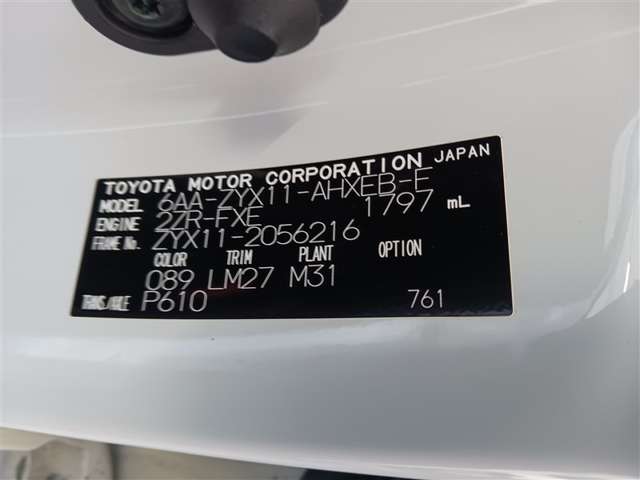 TOYOTA MOTOR CORPORATION JAPAN
MODEL 6AA-ZYX11-AHXEB-E
ENGINE 2ZR-FXE 1797 mL
FRAME No. ZYX11-2056216
COLOR TRIM PLANT OPTION
089 LM27 M31
TRANS/AXLE P610 761